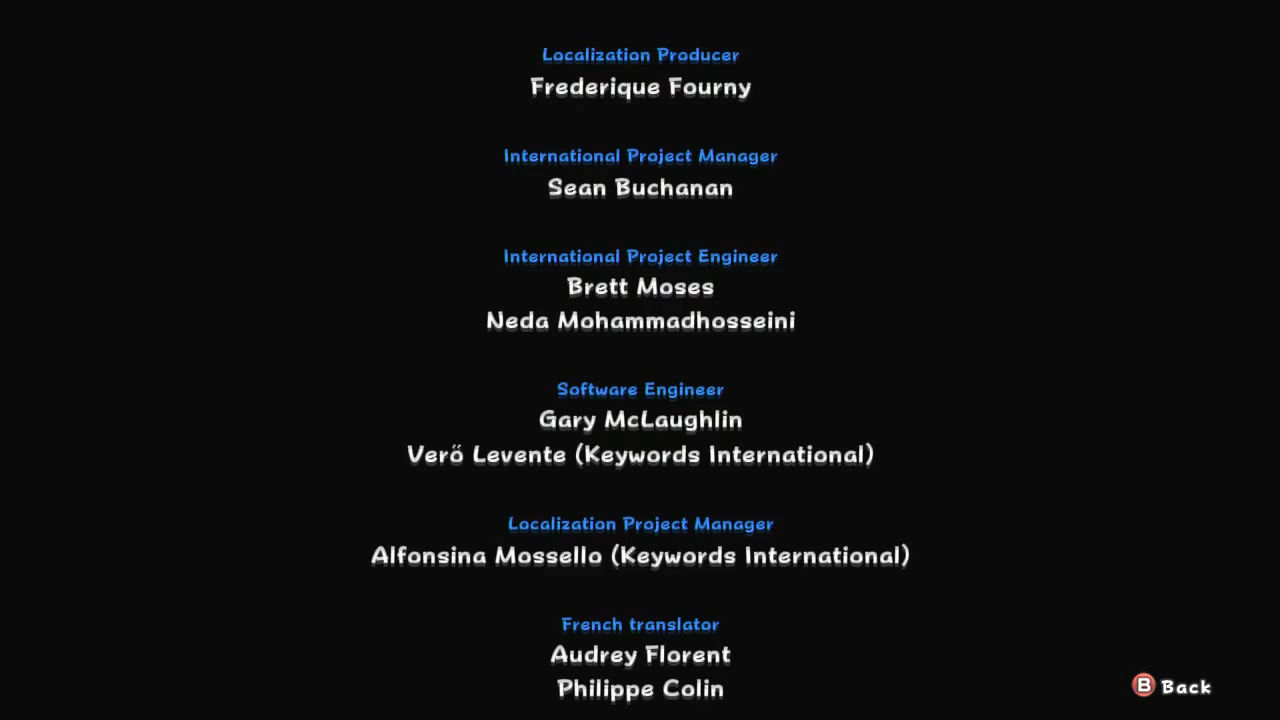 Localization Producer
Frederique Fourny
International Project Manager
Sean Buchanan
International Project Engineer
Brett Moses
Neda Mohammadhosseini
Software Engineer
Gary McLaughlin
Verő Levente (Keywords International)
Localization Project Manager
Alfonsina Mossello (Keywords International)
French translator
Audrey Florent
Philippe Colin
B Back